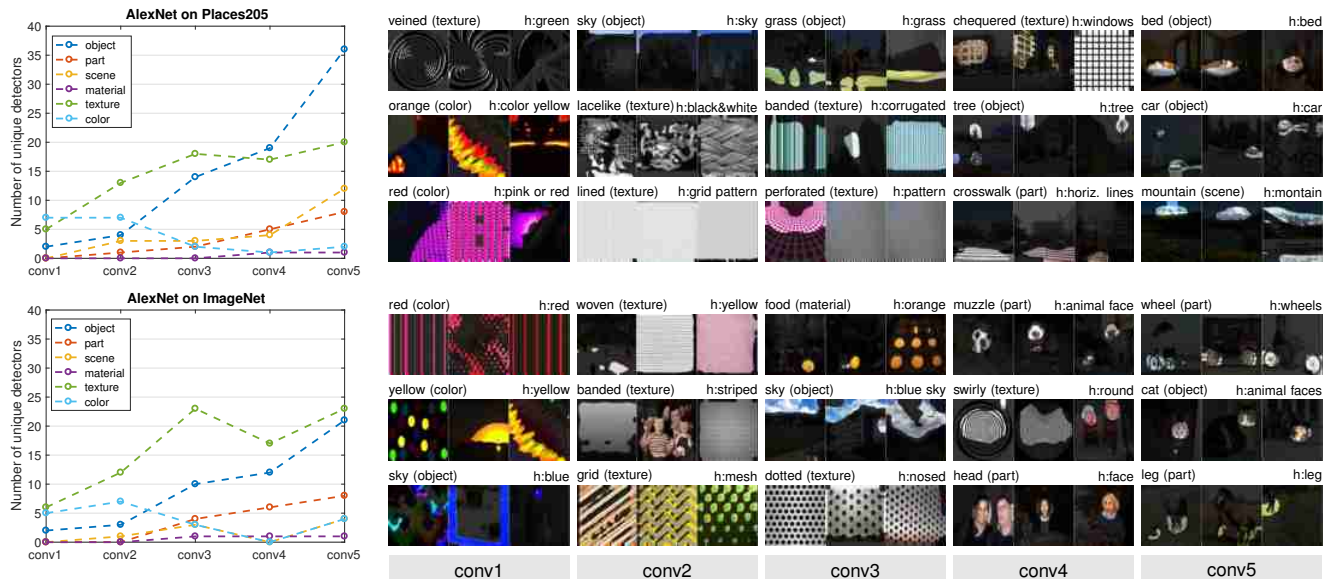 AlexNet on Places205
Number of unique detectors
40
35
30
25
20
15
10
5
0
object
part
scene
material
texture
color
conv1 conv2 conv3 conv4 conv5
veined (texture) h:green
sky (object) h:sky
grass (object) h:grass
chequered (texture) h:windows
bed (object) h:bed
orange (color) h:color yellow
lacelike (texture) h:black&white
banded (texture) h:corrugated
tree (object) h:tree
car (object) h:car
red (color) h:pink or red
lined (texture) h:grid pattern
perforated (texture) h:pattern
crosswalk (part) h:horiz. lines
mountain (scene) h:montain
AlexNet on ImageNet
Number of unique detectors
40
35
30
25
20
15
10
5
0
object
part
scene
material
texture
color
conv1 conv2 conv3 conv4 conv5
red (color) h:red
woven (texture) h:yellow
food (material) h:orange
muzzle (part) h:animal face
wheel (part) h:wheels
yellow (color) h:yellow
banded (texture) h:striped
sky (object) h:blue sky
swirly (texture) h:round
cat (object) h:animal faces
sky (object) h:blue
grid (texture) h:mesh
dotted (texture) h:nosed
head (part) h:face
leg (part) h:leg
conv1 conv2 conv3 conv4 conv5